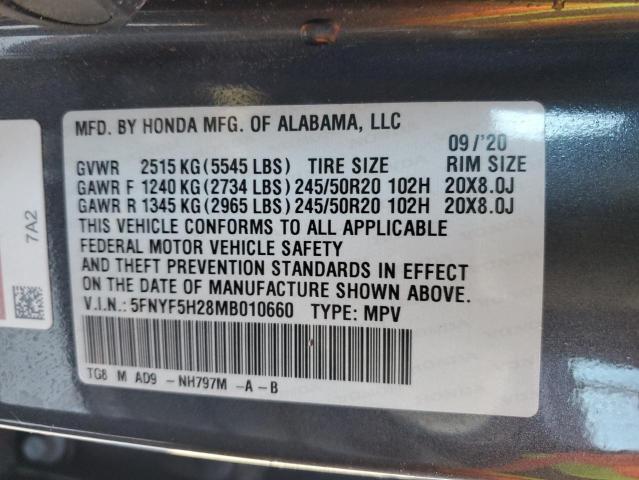 MFD. BY HONDA MFG. OF ALABAMA, LLC
09/'20
GVWR 2515 KG (5545 LBS) TIRE SIZE RIM SIZE
GAWR F 1240 KG (2734 LBS) 245/50R20 102H 20X8.0J
GAWR R 1345 KG (2965 LBS) 245/50R20 102H 20X8.0J
THIS VEHICLE CONFORMS TO ALL APPLICABLE
FEDERAL MOTOR VEHICLE SAFETY
AND THEFT PREVENTION STANDARDS IN EFFECT
ON THE DATE OF MANUFACTURE SHOWN ABOVE.
V.I.N.: 5FNYF5H28MB010660 TYPE: MPV
TG8 M AD9 - NH797M - A - B
7A2